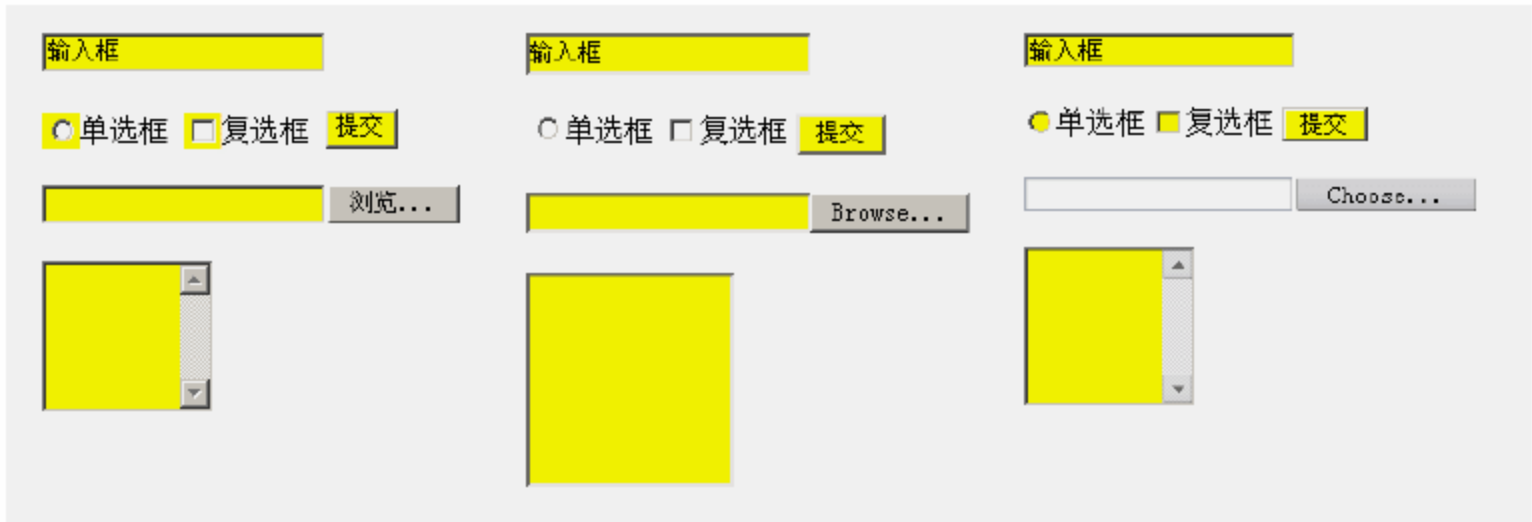 输入框
单选框 复选框 提交
浏览...
输入框
单选框 复选框 提交
Browse...
输入框
单选框 复选框 提交
Choose...